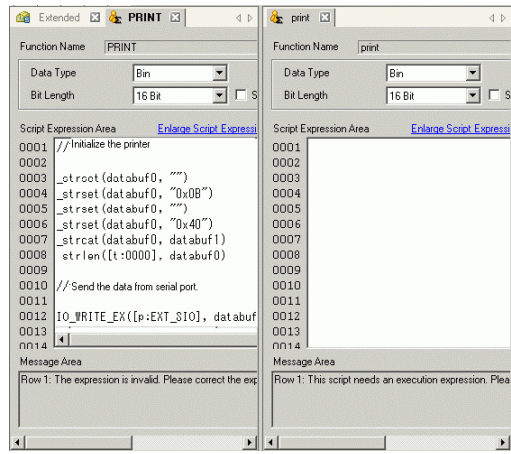 Extended
PRINT
Function Name PRINT
Data Type Bin
Bit Length 16 Bit S
Script Expression Area Enlarge Script Expressi
0001 // Initialize the printer
0002
0003 _strcct(databuf0, "")
0004 _strset(databuf0, "0x0B")
0005 _strset(databuf0, "")
0006 _strset(databuf0, "0x40")
0007 _strcat(databuf0, databuf1)
0008 strlen([t:0000], databuf0)
0009
0010 // Send the data from serial port.
0011
0012 IO_WRITE_EX([p:EXT_SIO], databuf
0013
0014
Message Area
Row 1: The expression is invalid. Please correct the exp
print
Function Name print
Data Type Bin
Bit Length 16 Bit S
Script Expression Area Enlarge Script Expressi
0001
0002
0003
0004
0005
0006
0007
0008
0009
0010
0011
0012
0013
0014
Message Area
Row 1: This script needs an execution expression. Plea